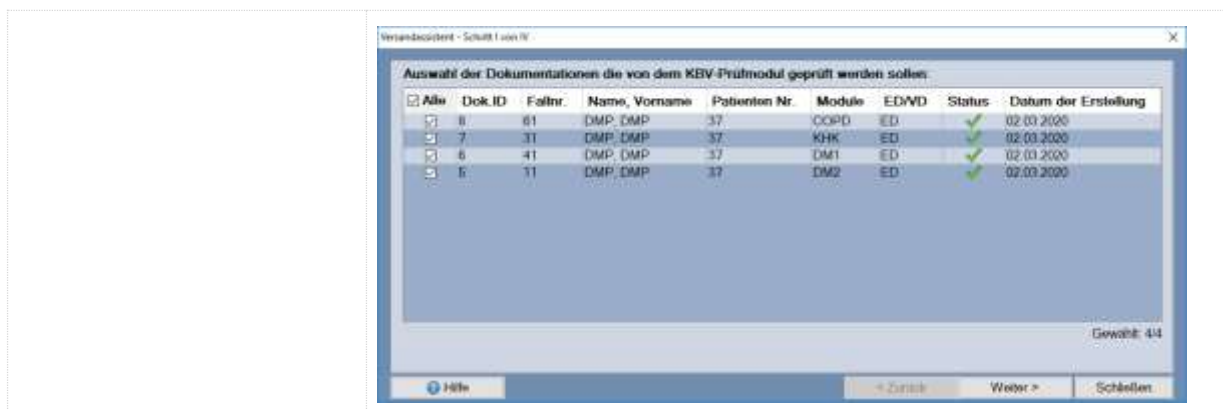 Versandassistent - Schritt I von IV
Auswahl der Dokumentationen die von dem KBV-Prüfmodul geprüft werden sollen:
Alle Dok.ID Fallnr. Name, Vorname Patienten Nr. Module ED/VD Status Datum der Erstellung
61 DMP, DMP 37 COPD ED 02.03.2020
7 31 DMP, DMP 37 KHK ED 02.03.2020
6 41 DMP, DMP 37 DM1 ED 02.03.2020
5 11 DMP, DMP 37 DM2 ED 02.03.2020
Gewählt: 4/4
Hilfe < Zurück Weiter > Schließen